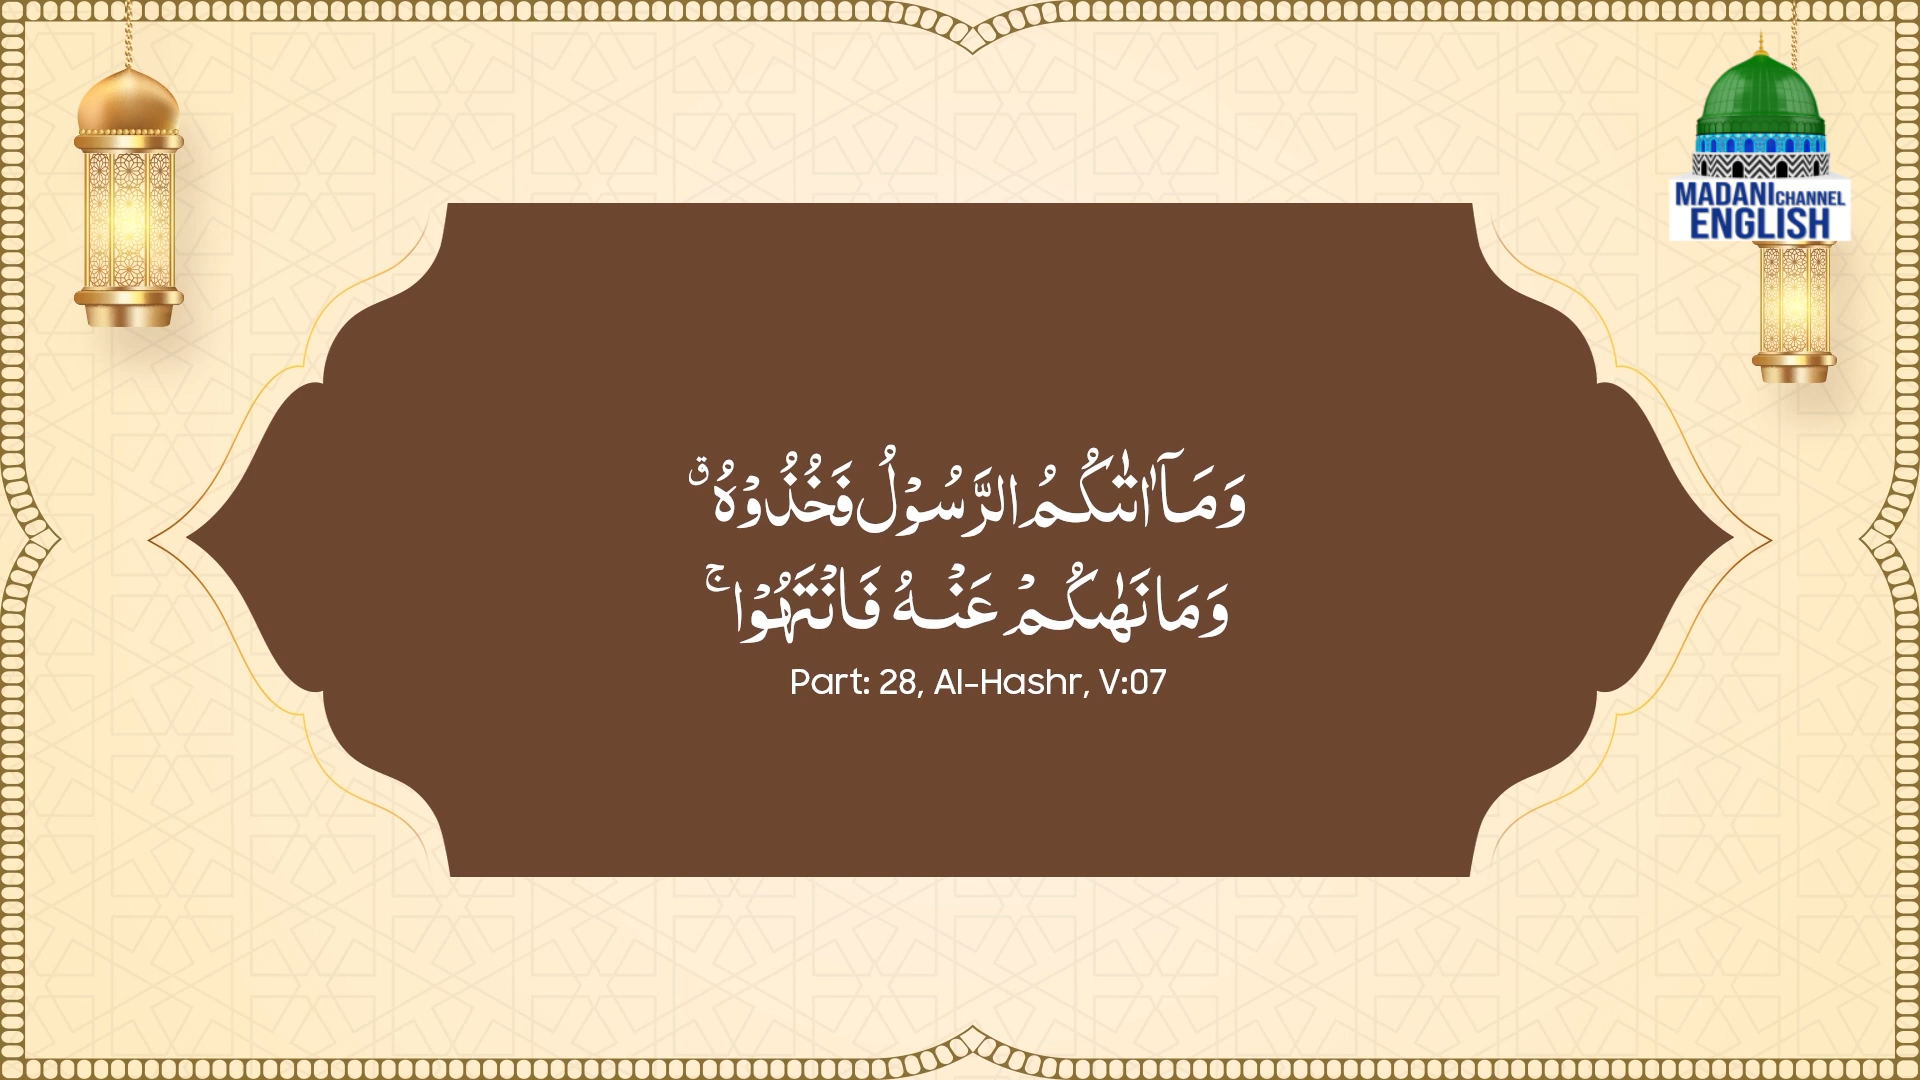 MADANI CHANNEL
ENGLISH
وَمَاۤ اٰتٰىكُمُ الرَّسُوْلُ فَخُذُوْهُ ۗ
وَمَا نَهٰىكُمْ عَنْهُ فَانْتَهُوْا ۚ
Part: 28, Al-Hashr, V:07